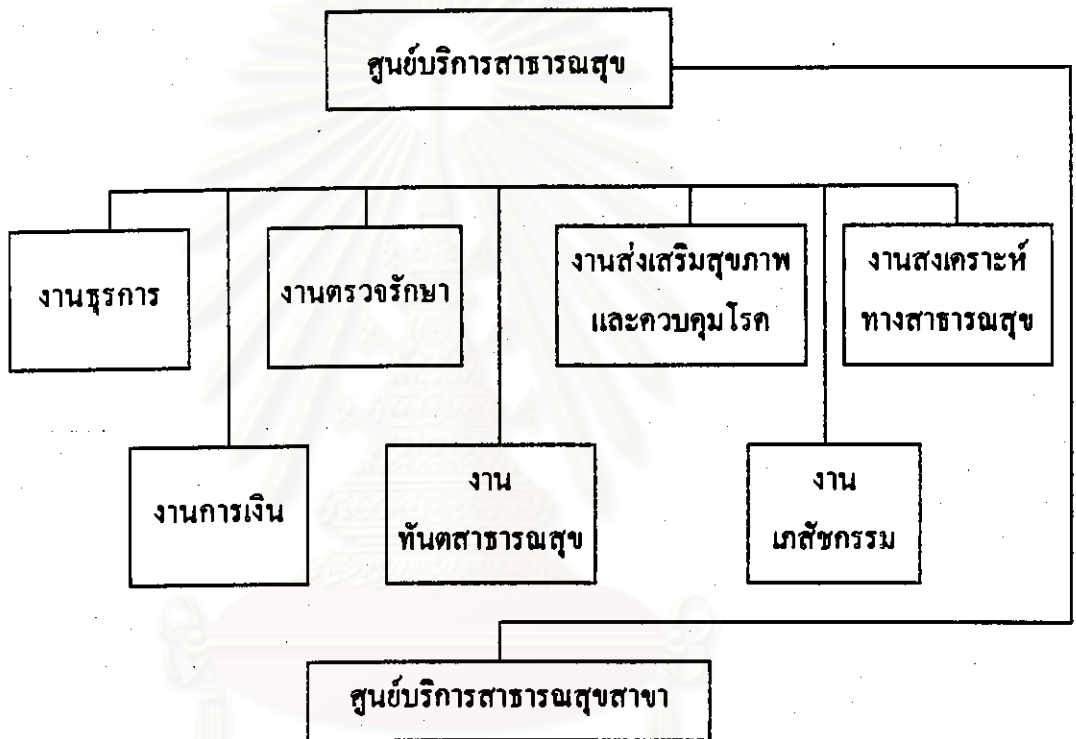 ศูนย์บริการสาธารณสุข
งานธุรการ
งานตรวจรักษา
งานส่งเสริมสุขภาพ
และควบคุมโรค
งานสงเคราะห์
ทางสาธารณสุข
งานการเงิน
งาน
ทันตสาธารณสุข
งาน
เภสัชกรรม
ศูนย์บริการสาธารณสุขสาขา